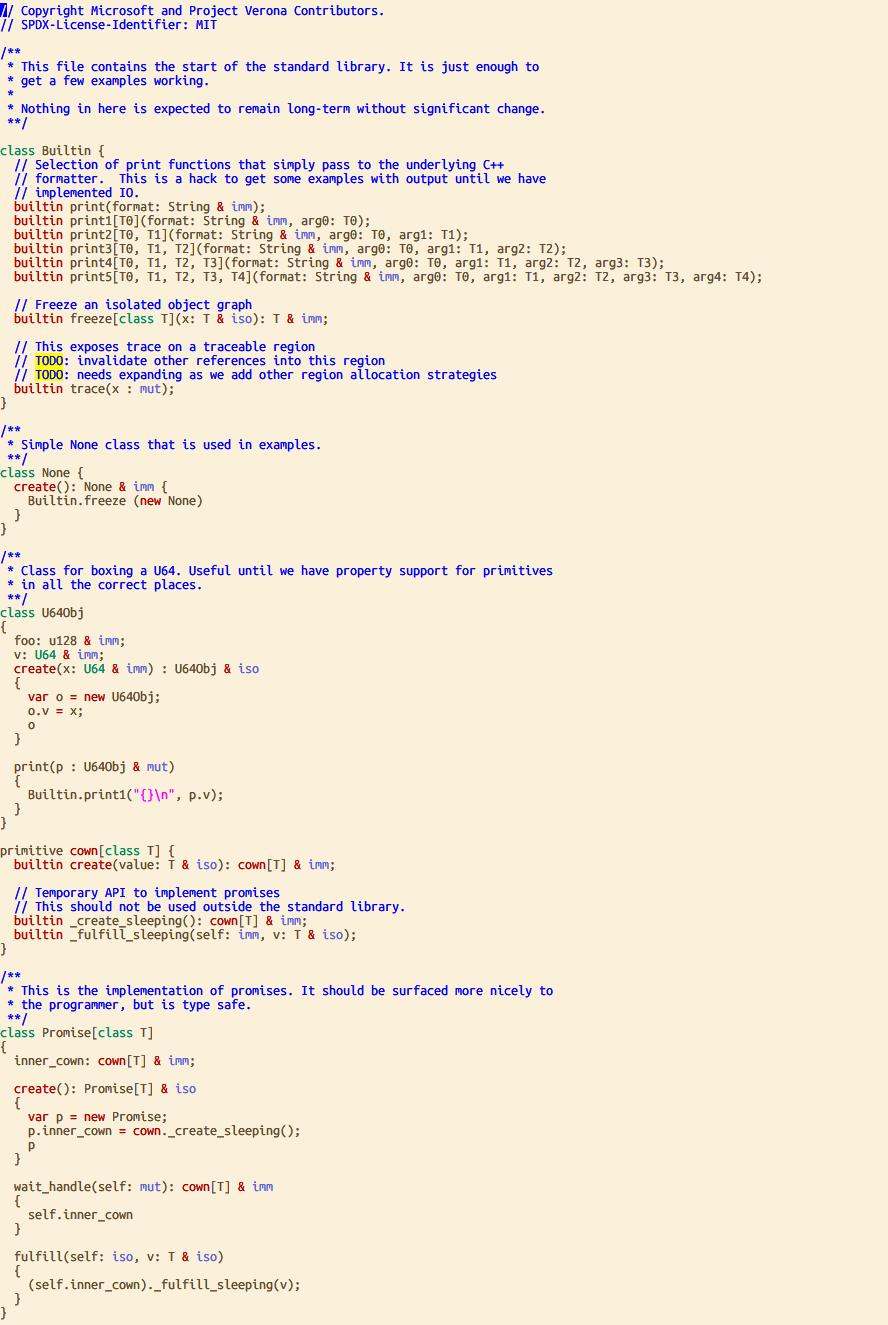 // Copyright Microsoft and Project Verona Contributors.
// SPDX-License-Identifier: MIT

/**
 * This file contains the start of the standard library. It is just enough to
 * get a few examples working.
 *
 * Nothing in here is expected to remain long-term without significant change.
 **/

class Builtin {
  // Selection of print functions that simply pass to the underlying C++
  // formatter.  This is a hack to get some examples with output until we have
  // implemented IO.
  builtin print(format: String & imm);
  builtin print1[T0](format: String & imm, arg0: T0);
  builtin print2[T0, T1](format: String & imm, arg0: T0, arg1: T1);
  builtin print3[T0, T1, T2](format: String & imm, arg0: T0, arg1: T1, arg2: T2);
  builtin print4[T0, T1, T2, T3](format: String & imm, arg0: T0, arg1: T1, arg2: T2, arg3: T3);
  builtin print5[T0, T1, T2, T3, T4](format: String & imm, arg0: T0, arg1: T1, arg2: T2, arg3: T3, arg4: T4);

  // Freeze an isolated object graph
  builtin freeze[class T](x: T & iso): T & imm;

  // This exposes trace on a traceable region
  // TODO: invalidate other references into this region
  // TODO: needs expanding as we add other region allocation strategies
  builtin trace(x : mut);
}

/**
 * Simple None class that is used in examples.
 **/
class None {
  create(): None & imm {
    Builtin.freeze (new None)
  }
}

/**
 * Class for boxing a U64. Useful until we have property support for primitives
 * in all the correct places.
 **/
class U64Obj
{
  foo: u128 & imm;
  v: U64 & imm;
  create(x: U64 & imm) : U64Obj & iso
  {
    var o = new U64Obj;
    o.v = x;
    o
  }

  print(p : U64Obj & mut)
  {
    Builtin.print1("{}\n", p.v);
  }
}

primitive cown[class T] {
  builtin create(value: T & iso): cown[T] & imm;

  // Temporary API to implement promises
  // This should not be used outside the standard library.
  builtin _create_sleeping(): cown[T] & imm;
  builtin _fulfill_sleeping(self: imm, v: T & iso);
}

/**
 * This is the implementation of promises. It should be surfaced more nicely to
 * the programmer, but is type safe.
 **/
class Promise[class T]
{
  inner_cown: cown[T] & imm;

  create(): Promise[T] & iso
  {
    var p = new Promise;
    p.inner_cown = cown._create_sleeping();
    p
  }

  wait_handle(self: mut): cown[T] & imm
  {
    self.inner_cown
  }

  fulfill(self: iso, v: T & iso)
  {
    (self.inner_cown)._fulfill_sleeping(v);
  }
}